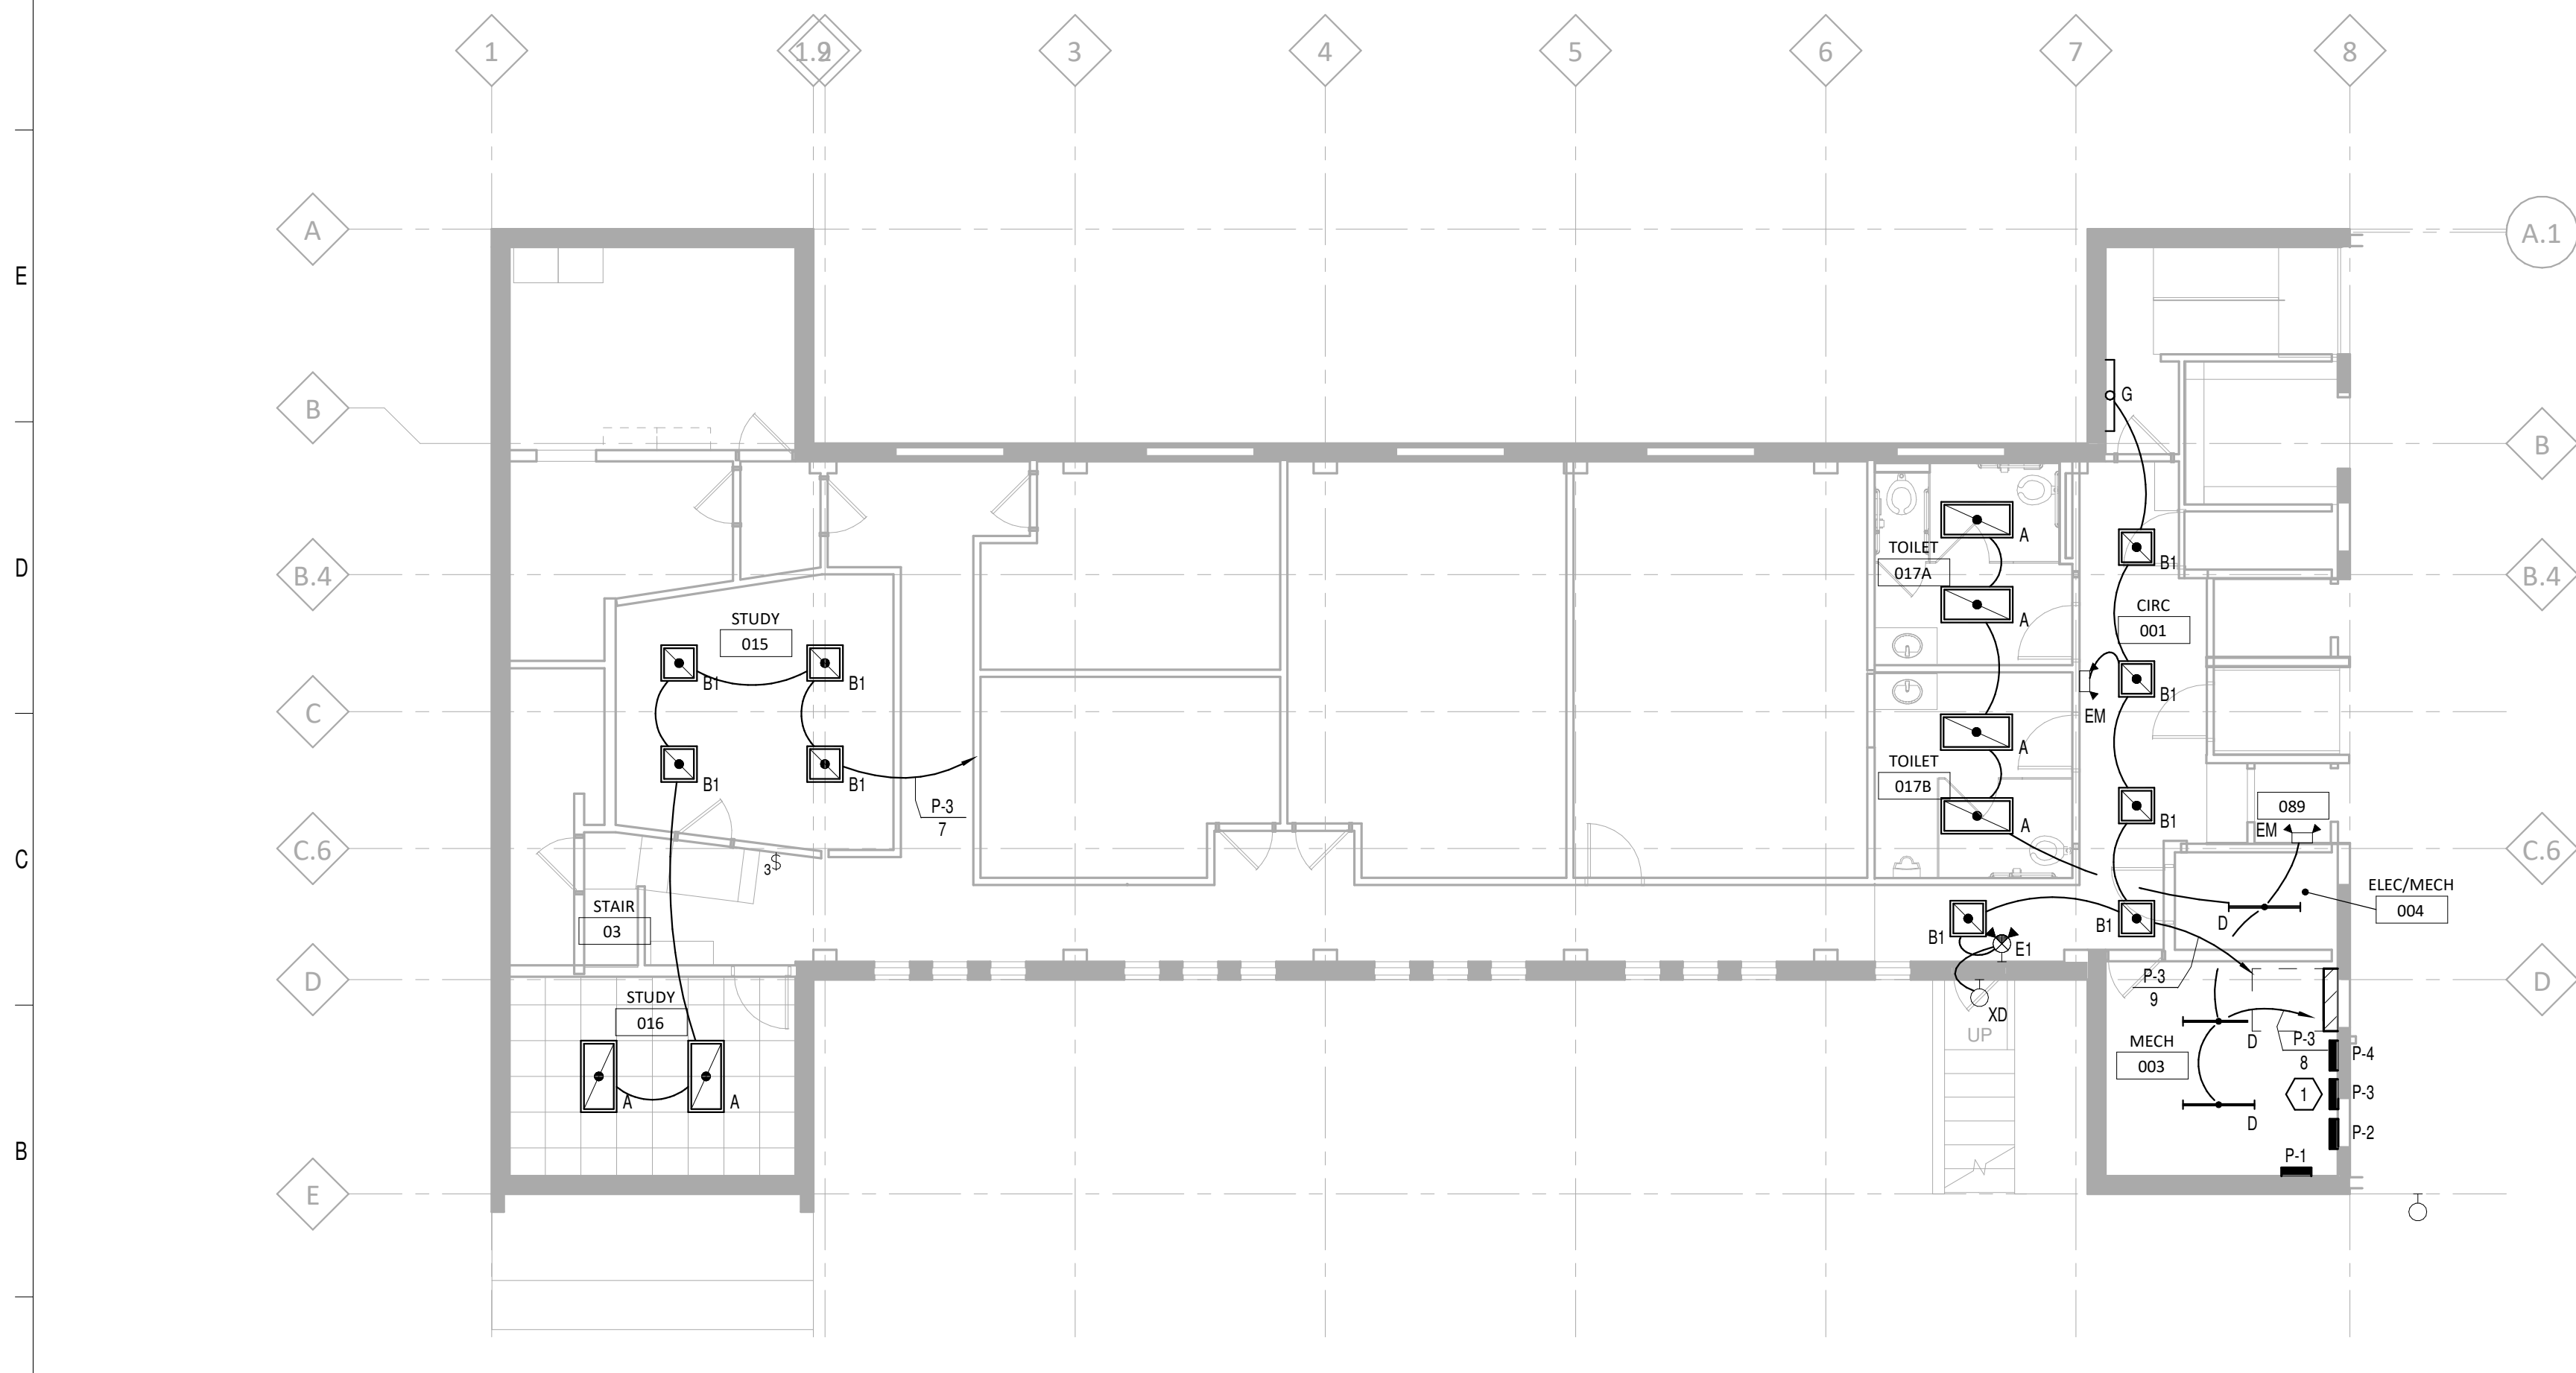 1
1.9
2
3
4
5
6
7
8
A
A.1
E
G
B
B
A
TOILET
017A
B1
D
B.4
B.4
A
STUDY
015
CIRC
001
B1
B1
B1
C
EM
A
B1
B1
TOILET
017B
P-3
7
089
B1
A
EM
C.6
C.6
C
3$
ELEC/MECH
004
STAIR
03
D
B1
B1
E1
D
P-3
9
D
STUDY
016
XD
UP
MECH
003
D
P-3
8
P-4
1
P-3
A
A
D
P-2
B
P-1
E